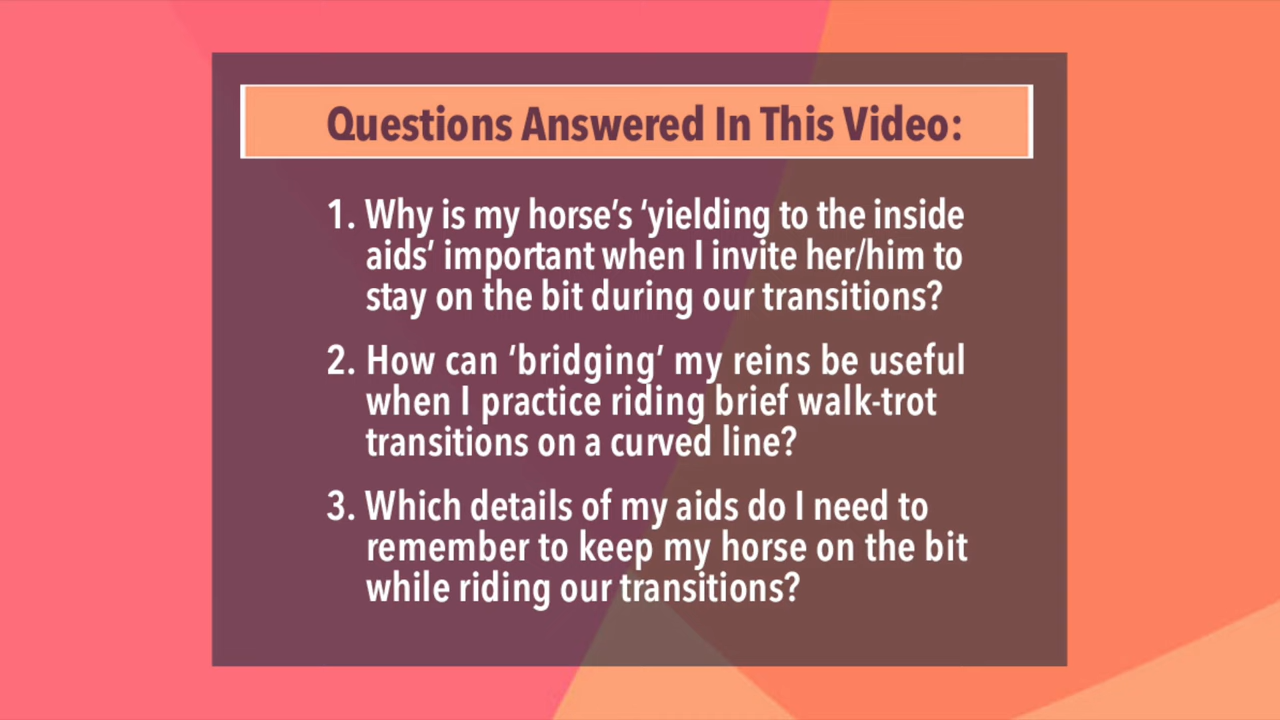 Questions Answered In This Video:
1. Why is my horse's 'yielding to the inside
aids' important when I invite her/him to
stay on the bit during our transitions?
2. How can 'bridging' my reins be useful
when I practice riding brief walk-trot
transitions on a curved line?
3. Which details of my aids do I need to
remember to keep my horse on the bit
while riding our transitions?